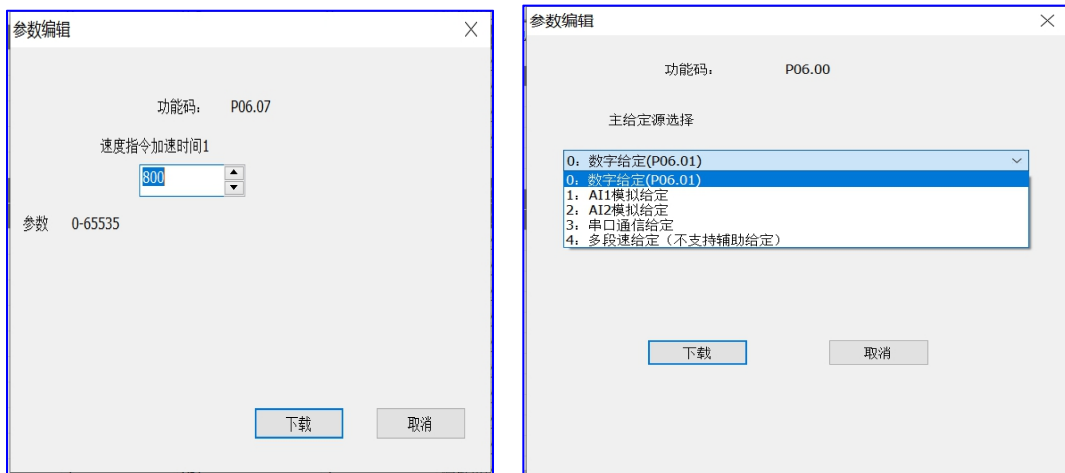 参数编辑
功能码： P06.07
速度指令加速时间1
800
参数 0-65535
下载 取消
参数编辑
功能码： P06.00
主给定源选择
0：数字给定(P06.01)
0：数字给定(P06.01)
1：AI1模拟给定
2：AI2模拟给定
3：串口通信给定
4：多段速给定（不支持辅助给定）
下载 取消